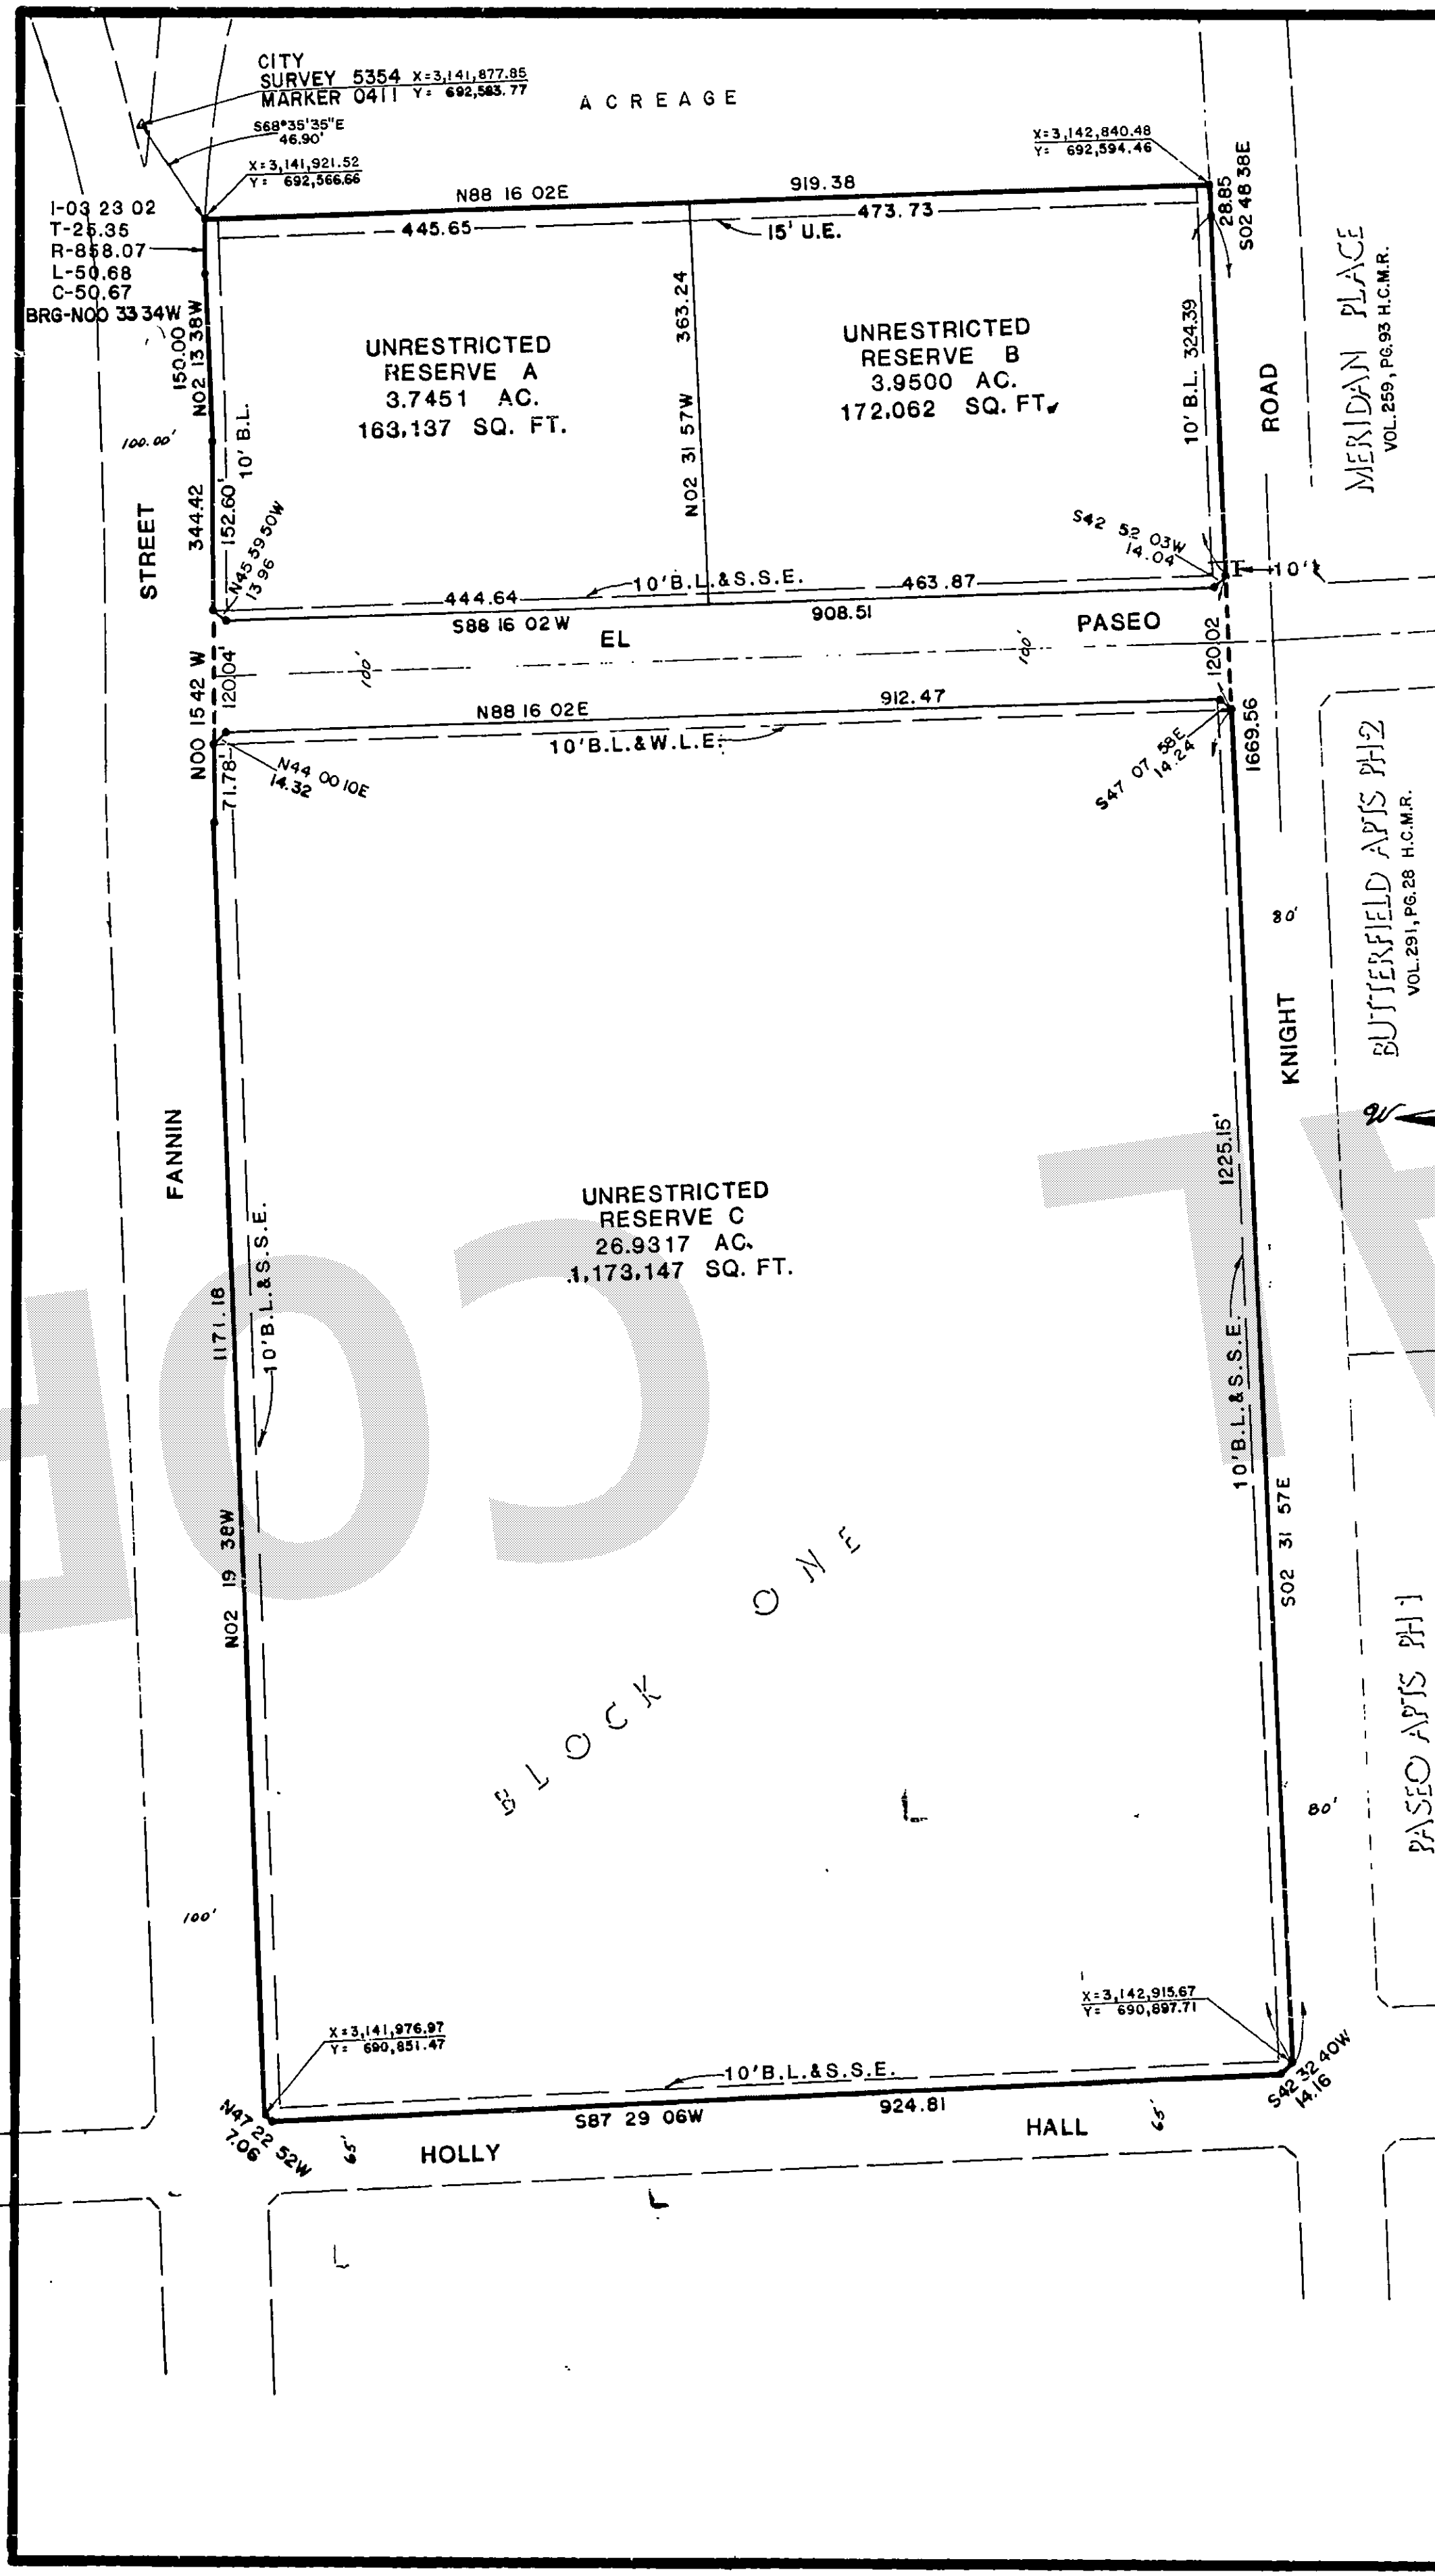 CITY
SURVEY 5354
MARKER 0411
X=3,141,877.85
Y= 692,583.77
ACREAGE
S68°35'35"E
46.90'
X=3,141,921.52
Y= 692,566.66
X=3,142,840.48
Y= 692,594.46
N88 16 02E
919.38
28.85
S02 48 38E
445.65
473.73
15' U.E.
I-03 23 02
T-25.35
R-858.07
L-50.68
C-50.67
BRG-N00 33 34W
150.00
N02 13 38W
100.00'
10' B.L.
344.42
152.60'
N45 59 50W
13.96
UNRESTRICTED
RESERVE A
3.7451 AC.
163,137 SQ. FT.
363.24
N02 31 57W
UNRESTRICTED
RESERVE B
3.9500 AC.
172,062 SQ. FT.
10' B.L. 324.39
ROAD
MERIDAN PLACE
VOL.259, PG.93 H.C.M.R.
STREET
S42 52 03W
14.04
10'
10'B.L.&S.S.E.
444.64
463.87
S88 16 02W
908.51
EL
PASEO
100'
100'
120.02
N00 15 42 W
120.04'
N88 16 02E
912.47
10'B.L.&W.L.E.
71.78'
N44 00 10E
14.32
S47 07 58E
14.24
1669.56
BUTTERFIELD APTS PH2
VOL.291, PG.28 H.C.M.R.
80'
KNIGHT
FANNIN
1225.15'
UNRESTRICTED
RESERVE C
26.9317 AC.
1,173,147 SQ. FT.
1171.18
10'B.L.&S.S.E.
10'B.L.&S.S.E.
N02 19 38W
S02 31 57E
BLOCK ONE
PASEO APTS PH 1
80'
100'
X=3,141,976.97
Y= 690,851.47
X=3,142,915.67
Y= 690,897.71
10'B.L.&S.S.E.
N47 22 52W
7.06
S87 29 06W
924.81
S42 32 40W
14.16
65'
65'
HOLLY
HALL